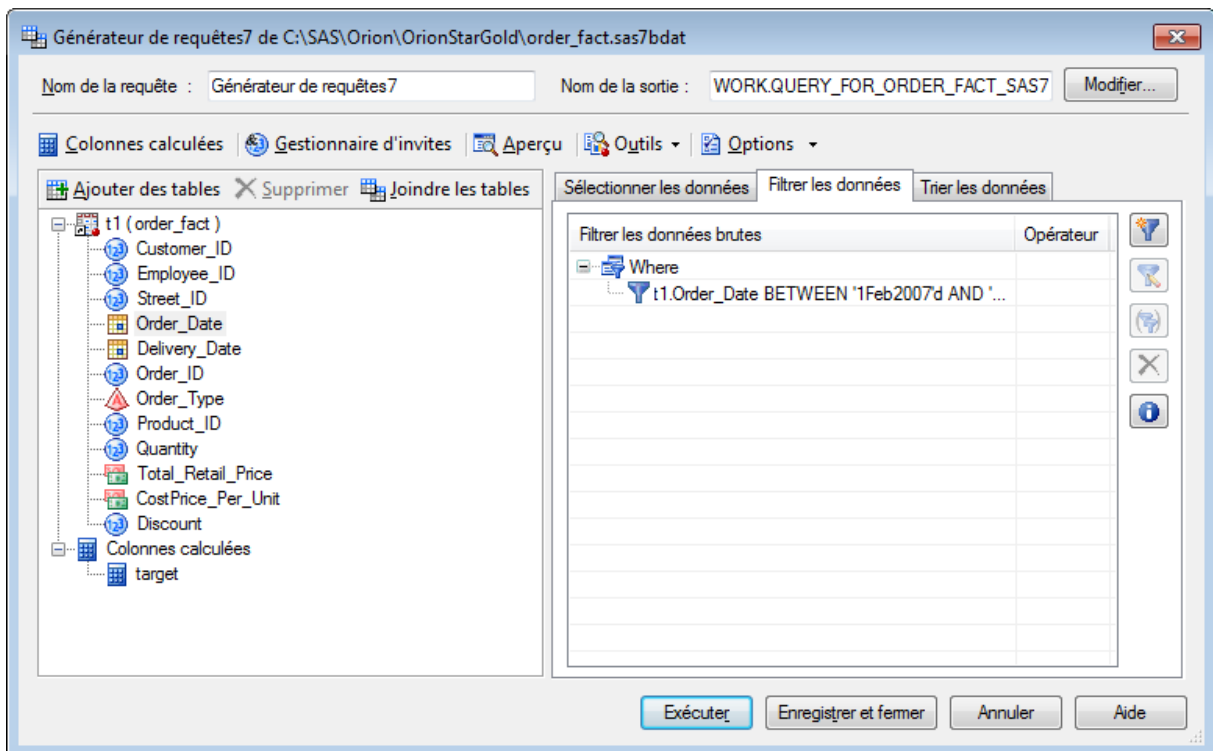 Générateur de requêtes7 de C:\SAS\Orion\OrionStarGold\order_fact.sas7bdat
Nom de la requête : Générateur de requêtes7 Nom de la sortie : WORK.QUERY_FOR_ORDER_FACT_SAS7 Modifier...
Colonnes calculées Gestionnaire d'invites Aperçu Outils Options
Ajouter des tables Supprimer Joindre les tables
Sélectionner les données Filtrer les données Trier les données
t1 ( order_fact )
Customer_ID
Employee_ID
Street_ID
Order_Date
Delivery_Date
Order_ID
Order_Type
Product_ID
Quantity
Total_Retail_Price
CostPrice_Per_Unit
Discount
Colonnes calculées
target
Filtrer les données brutes Opérateur
Where
t1.Order_Date BETWEEN '1Feb2007'd AND '...
Exécuter Enregistrer et fermer Annuler Aide